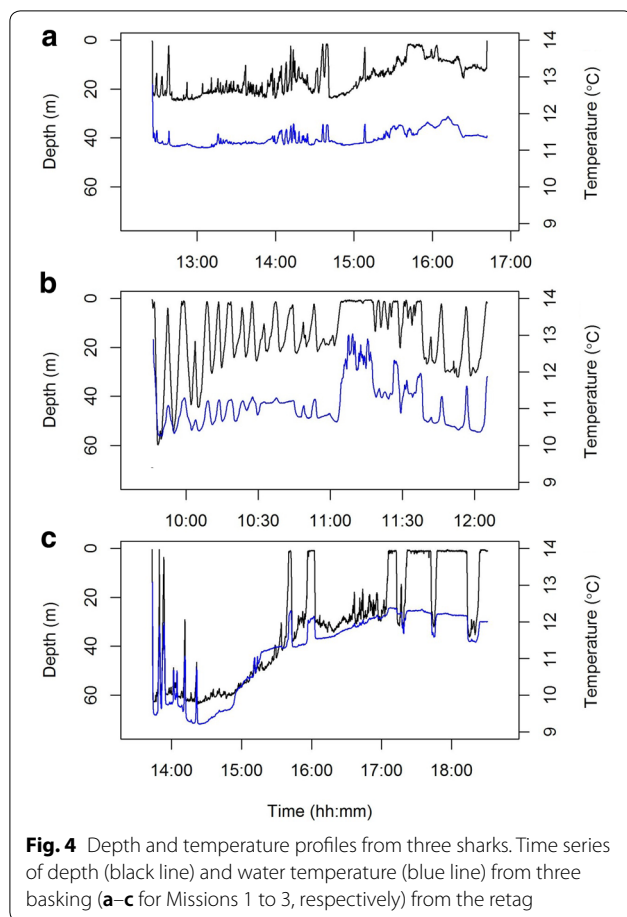 a
0
20
40
60
Depth (m)
14
13
12
11
10
9
Temperature (°C)
13:00 14:00 15:00 16:00 17:00
b
0
20
40
60
Depth (m)
14
13
12
11
10
9
Temperature (°C)
10:00 10:30 11:00 11:30 12:00
c
0
20
40
60
Depth (m)
14
13
12
11
10
9
Temperature (°C)
14:00 15:00 16:00 17:00 18:00
Time (hh:mm)
Fig. 4 Depth and temperature profiles from three sharks. Time series
of depth (black line) and water temperature (blue line) from three
basking (a–c for Missions 1 to 3, respectively) from the retag